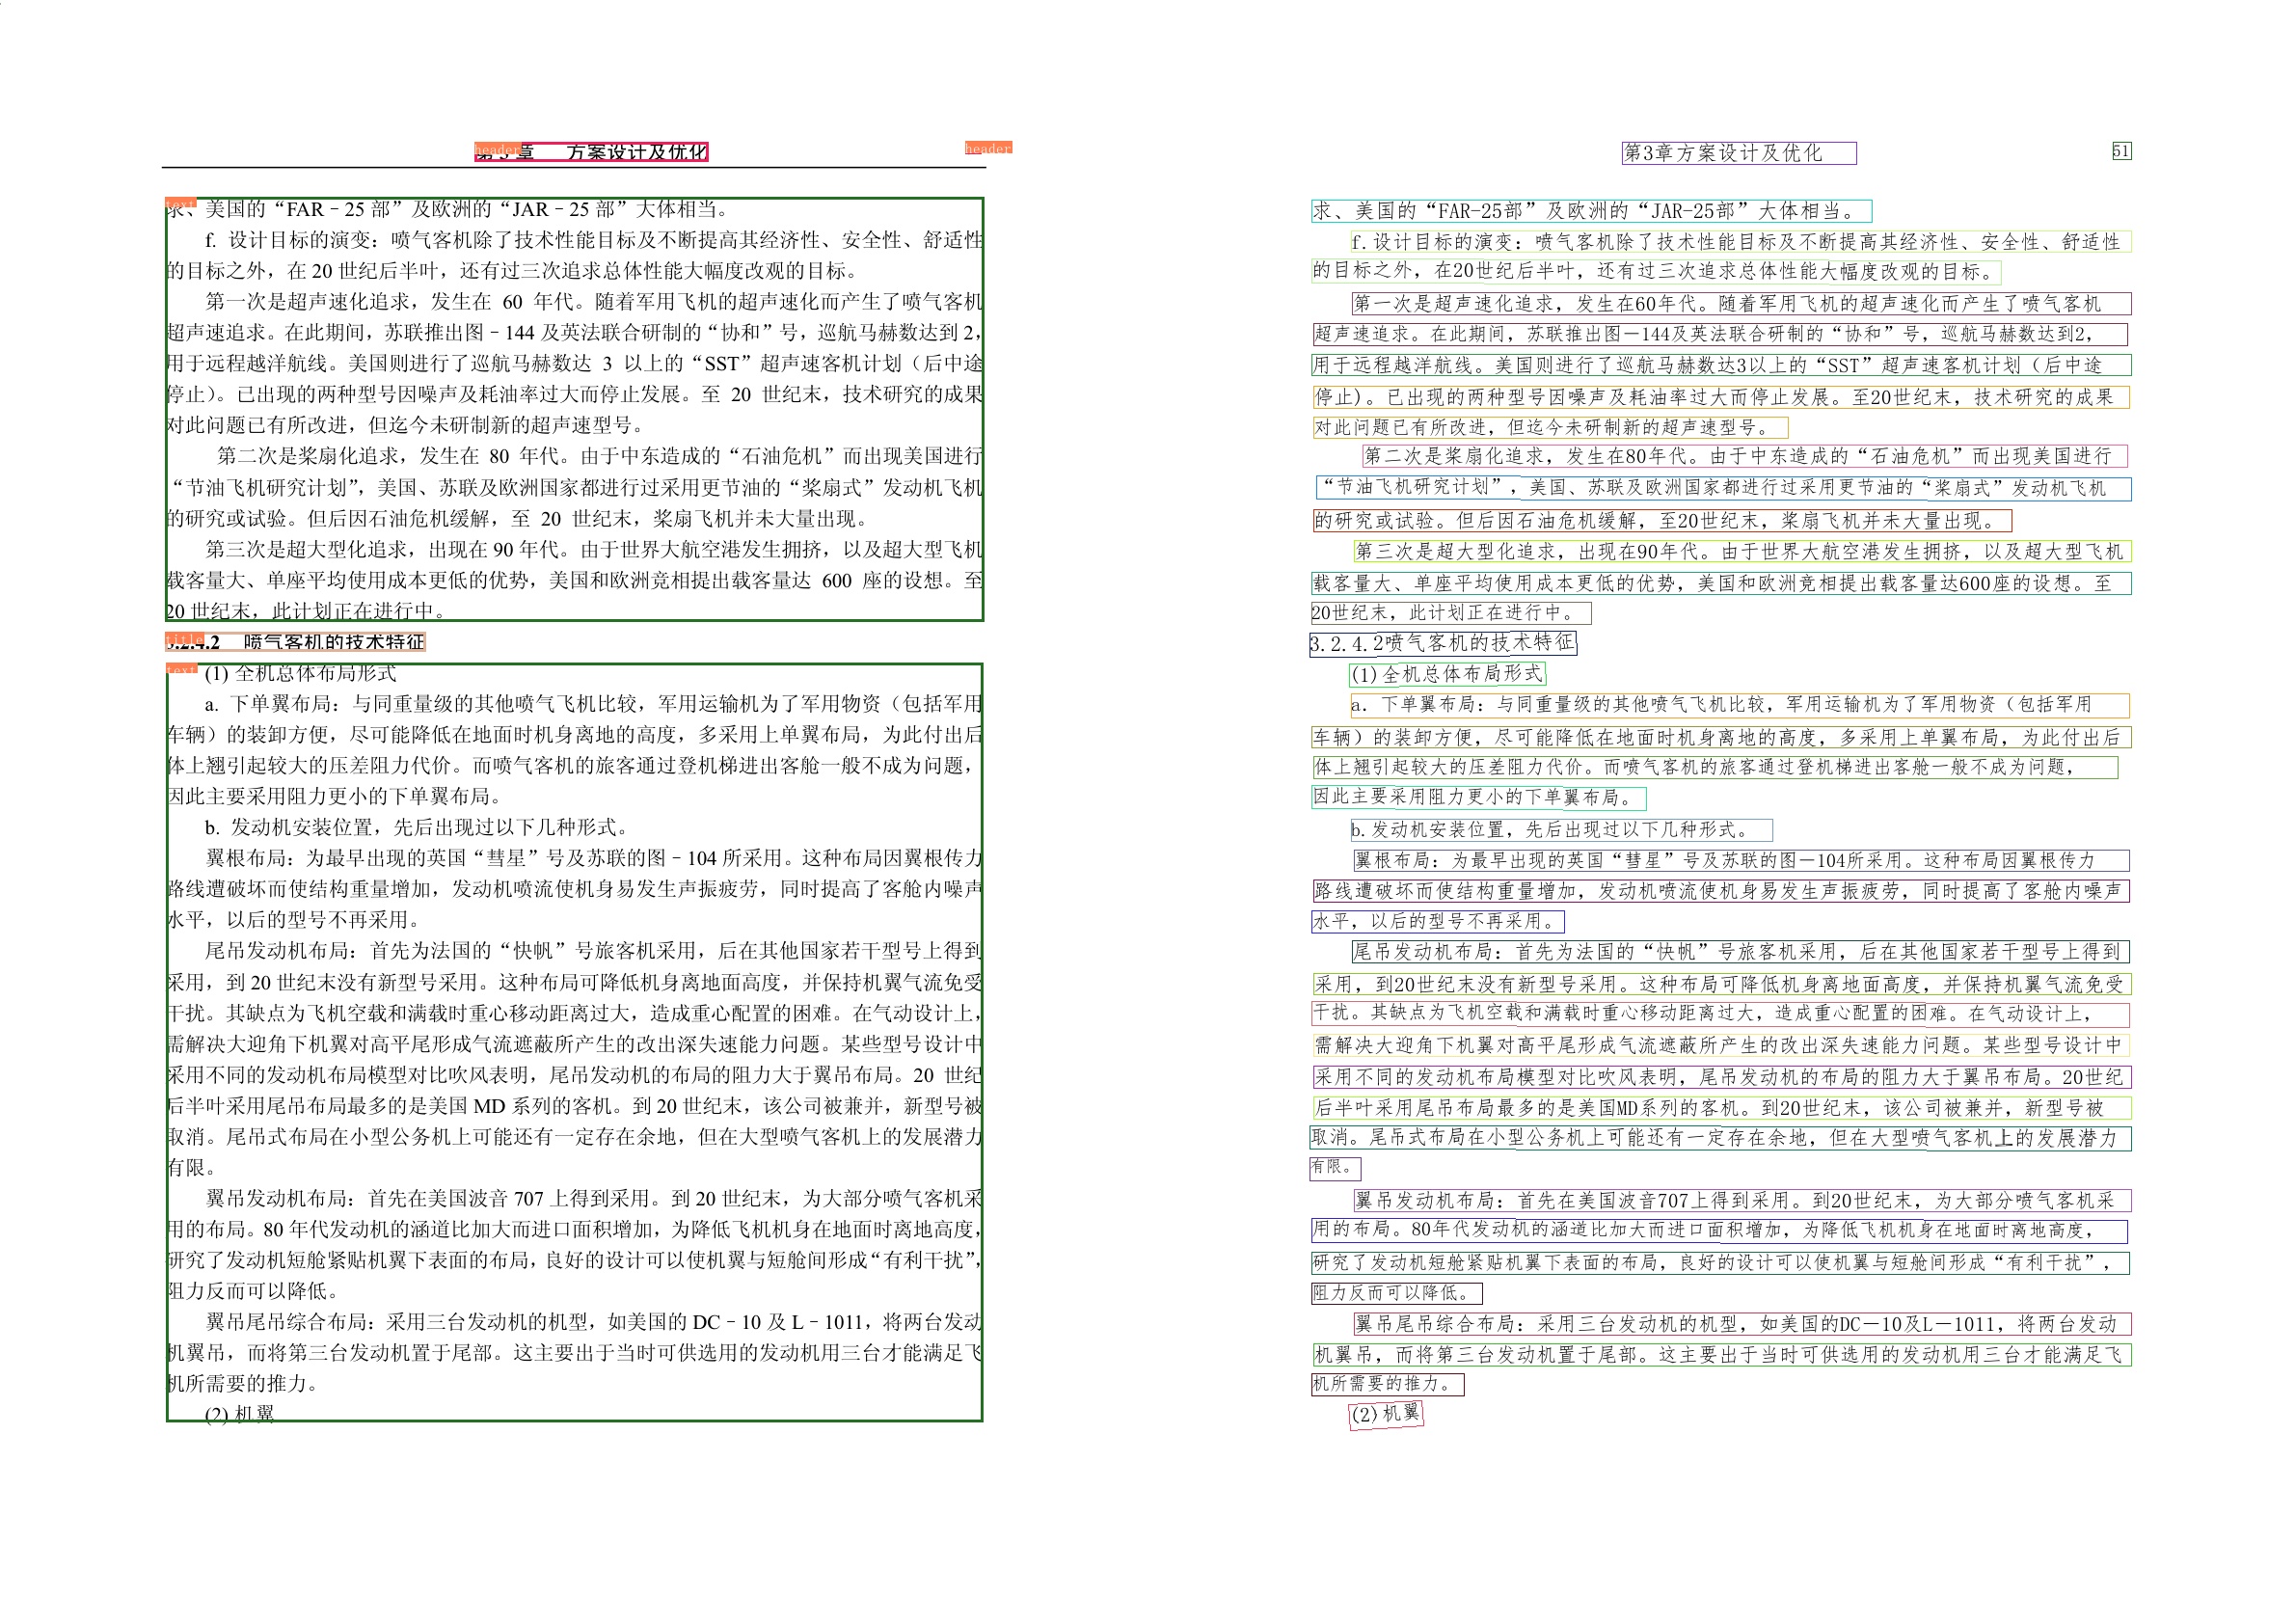 header
第 3 章 方案设计及优化
header
text
求、美国的“FAR－25 部”及欧洲的“JAR－25 部”大体相当。
f. 设计目标的演变：喷气客机除了技术性能目标及不断提高其经济性、安全性、舒适性
的目标之外，在 20 世纪后半叶，还有过三次追求总体性能大幅度改观的目标。
第一次是超声速化追求，发生在 60 年代。随着军用飞机的超声速化而产生了喷气客机
超声速追求。在此期间，苏联推出图－144 及英法联合研制的“协和”号，巡航马赫数达到 2，
用于远程越洋航线。美国则进行了巡航马赫数达 3 以上的“SST”超声速客机计划（后中途
停止）。已出现的两种型号因噪声及耗油率过大而停止发展。至 20 世纪末，技术研究的成果
对此问题已有所改进，但迄今未研制新的超声速型号。
第二次是桨扇化追求，发生在 80 年代。由于中东造成的“石油危机”而出现美国进行
“节油飞机研究计划”，美国、苏联及欧洲国家都进行过采用更节油的“桨扇式”发动机飞机
的研究或试验。但后因石油危机缓解，至 20 世纪末，桨扇飞机并未大量出现。
第三次是超大型化追求，出现在 90 年代。由于世界大航空港发生拥挤，以及超大型飞机
载客量大、单座平均使用成本更低的优势，美国和欧洲竞相提出载客量达 600 座的设想。至
20 世纪末，此计划正在进行中。
title
3.2.4.2 喷气客机的技术特征
text
(1) 全机总体布局形式
a. 下单翼布局：与同重量级的其他喷气飞机比较，军用运输机为了军用物资（包括军用
车辆）的装卸方便，尽可能降低在地面时机身离地的高度，多采用上单翼布局，为此付出后
体上翘引起较大的压差阻力代价。而喷气客机的旅客通过登机梯进出客舱一般不成为问题，
因此主要采用阻力更小的下单翼布局。
b. 发动机安装位置，先后出现过以下几种形式。
翼根布局：为最早出现的英国“彗星”号及苏联的图－104 所采用。这种布局因翼根传力
路线遭破坏而使结构重量增加，发动机喷流使机身易发生声振疲劳，同时提高了客舱内噪声
水平，以后的型号不再采用。
尾吊发动机布局：首先为法国的“快帆”号旅客机采用，后在其他国家若干型号上得到
采用，到 20 世纪末没有新型号采用。这种布局可降低机身离地面高度，并保持机翼气流免受
干扰。其缺点为飞机空载和满载时重心移动距离过大，造成重心配置的困难。在气动设计上，
需解决大迎角下机翼对高平尾形成气流遮蔽所产生的改出深失速能力问题。某些型号设计中
采用不同的发动机布局模型对比吹风表明，尾吊发动机的布局的阻力大于翼吊布局。20 世纪
后半叶采用尾吊布局最多的是美国 MD 系列的客机。到 20 世纪末，该公司被兼并，新型号被
取消。尾吊式布局在小型公务机上可能还有一定存在余地，但在大型喷气客机上的发展潜力
有限。
翼吊发动机布局：首先在美国波音 707 上得到采用。到 20 世纪末，为大部分喷气客机采
用的布局。80 年代发动机的涵道比加大而进口面积增加，为降低飞机机身在地面时离地高度，
研究了发动机短舱紧贴机翼下表面的布局，良好的设计可以使机翼与短舱间形成“有利干扰”，
阻力反而可以降低。
翼吊尾吊综合布局：采用三台发动机的机型，如美国的 DC－10 及 L－1011，将两台发动
机翼吊，而将第三台发动机置于尾部。这主要出于当时可供选用的发动机用三台才能满足飞
机所需要的推力。
(2) 机翼
第3章方案设计及优化
51
求、美国的“FAR-25部”及欧洲的“JAR-25部”大体相当。
f.设计目标的演变：喷气客机除了技术性能目标及不断提高其经济性、安全性、舒适性
的目标之外，在20世纪后半叶，还有过三次追求总体性能大幅度改观的目标。
第一次是超声速化追求，发生在60年代。随着军用飞机的超声速化而产生了喷气客机
超声速追求。在此期间，苏联推出图－144及英法联合研制的“协和”号，巡航马赫数达到2，
用于远程越洋航线。美国则进行了巡航马赫数达3以上的“SST”超声速客机计划（后中途
停止)。已出现的两种型号因噪声及耗油率过大而停止发展。至20世纪末，技术研究的成果
对此问题已有所改进，但迄今未研制新的超声速型号。
第二次是桨扇化追求，发生在80年代。由于中东造成的“石油危机”而出现美国进行
“节油飞机研究计划”，美国、苏联及欧洲国家都进行过采用更节油的“桨扇式”发动机飞机
的研究或试验。但后因石油危机缓解，至20世纪末，桨扇飞机并未大量出现。
第三次是超大型化追求，出现在90年代。由于世界大航空港发生拥挤，以及超大型飞机
载客量大、单座平均使用成本更低的优势，美国和欧洲竞相提出载客量达600座的设想。至
20世纪末，此计划正在进行中。
3.2.4.2喷气客机的技术特征
(1)全机总体布局形式
a. 下单翼布局：与同重量级的其他喷气飞机比较，军用运输机为了军用物资（包括军用
车辆）的装卸方便，尽可能降低在地面时机身离地的高度，多采用上单翼布局，为此付出后
体上翘引起较大的压差阻力代价。而喷气客机的旅客通过登机梯进出客舱一般不成为问题，
因此主要采用阻力更小的下单翼布局。
b.发动机安装位置，先后出现过以下几种形式。
翼根布局：为最早出现的英国“彗星”号及苏联的图－104所采用。这种布局因翼根传力
路线遭破坏而使结构重量增加，发动机喷流使机身易发生声振疲劳，同时提高了客舱内噪声
水平，以后的型号不再采用。
尾吊发动机布局：首先为法国的“快帆”号旅客机采用，后在其他国家若干型号上得到
采用，到20世纪末没有新型号采用。这种布局可降低机身离地面高度，并保持机翼气流免受
干扰。其缺点为飞机空载和满载时重心移动距离过大，造成重心配置的困难。在气动设计上，
需解决大迎角下机翼对高平尾形成气流遮蔽所产生的改出深失速能力问题。某些型号设计中
采用不同的发动机布局模型对比吹风表明，尾吊发动机的布局的阻力大于翼吊布局。20世纪
后半叶采用尾吊布局最多的是美国MD系列的客机。到20世纪末，该公司被兼并，新型号被
取消。尾吊式布局在小型公务机上可能还有一定存在余地，但在大型喷气客机上的发展潜力
有限。
翼吊发动机布局：首先在美国波音707上得到采用。到20世纪末，为大部分喷气客机采
用的布局。80年代发动机的涵道比加大而进口面积增加，为降低飞机机身在地面时离地高度，
研究了发动机短舱紧贴机翼下表面的布局，良好的设计可以使机翼与短舱间形成“有利干扰”，
阻力反而可以降低。
翼吊尾吊综合布局：采用三台发动机的机型，如美国的DC－10及L－1011，将两台发动
机翼吊，而将第三台发动机置于尾部。这主要出于当时可供选用的发动机用三台才能满足飞
机所需要的推力。
(2)机翼